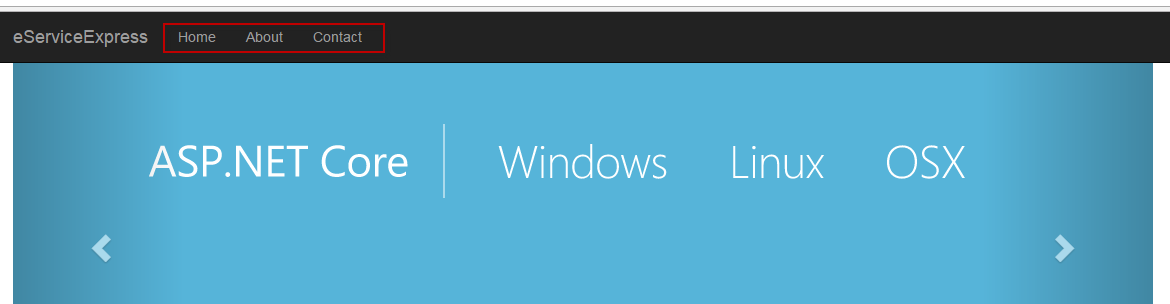 eServiceExpress Home About Contact
ASP.NET Core Windows Linux OSX